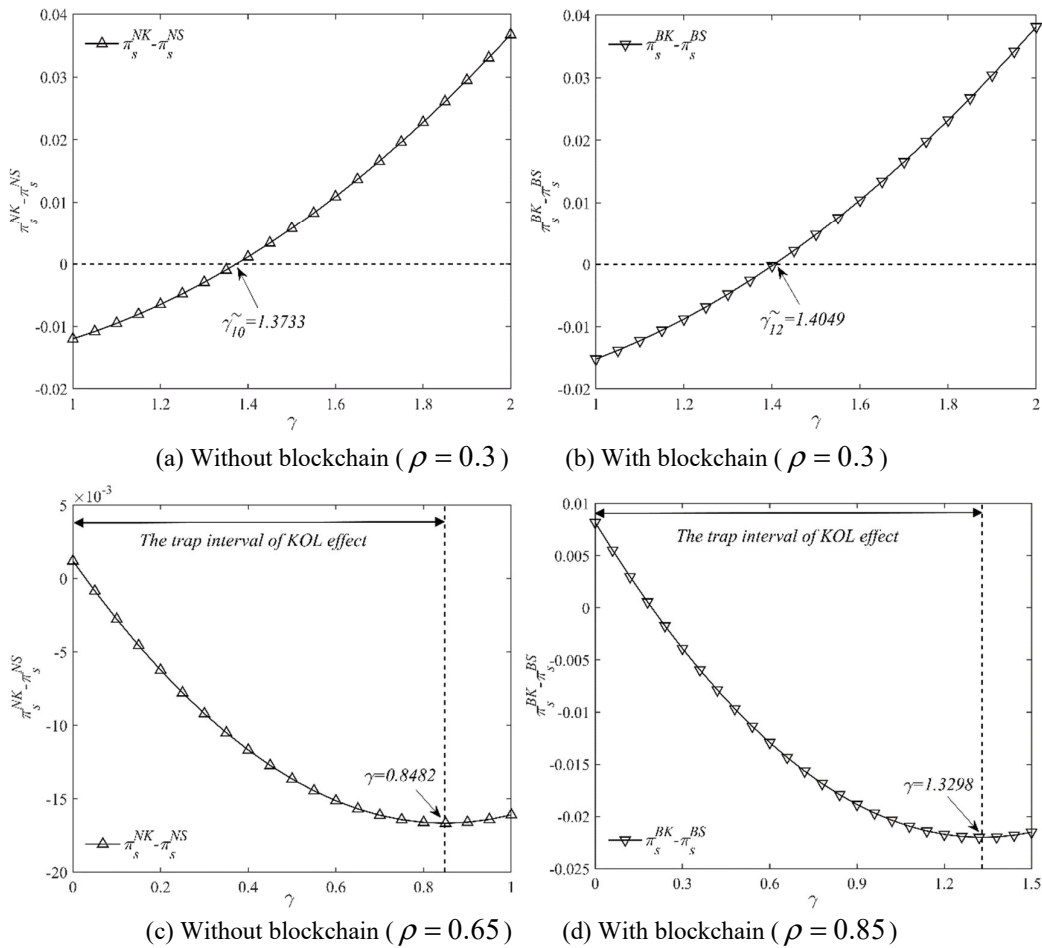 0.04
0.03
0.02
0.01
0
-0.01
-0.02
π_s^{NK}-π_s^{NS}
π_s^{NK}-π_s^{NS}
γ_{10}^~=1.3733
1 1.2 1.4 1.6 1.8 2
γ
(a) Without blockchain ( ρ = 0.3 )
0.04
0.03
0.02
0.01
0
-0.01
-0.02
π_s^{BK}-π_s^{BS}
π_s^{BK}-π_s^{BS}
γ_{12}^~=1.4049
1 1.2 1.4 1.6 1.8 2
γ
(b) With blockchain ( ρ = 0.3 )
×10^{-3}
5
0
-5
-10
-15
-20
π_s^{NK}-π_s^{NS}
The trap interval of KOL effect
γ=0.8482
π_s^{NK}-π_s^{NS}
0 0.2 0.4 0.6 0.8 1
γ
(c) Without blockchain ( ρ = 0.65 )
0.01
0.005
0
-0.005
-0.01
-0.015
-0.02
-0.025
π_s^{BK}-π_s^{BS}
The trap interval of KOL effect
γ=1.3298
π_s^{BK}-π_s^{BS}
0 0.3 0.6 0.9 1.2 1.5
γ
(d) With blockchain ( ρ = 0.85 )